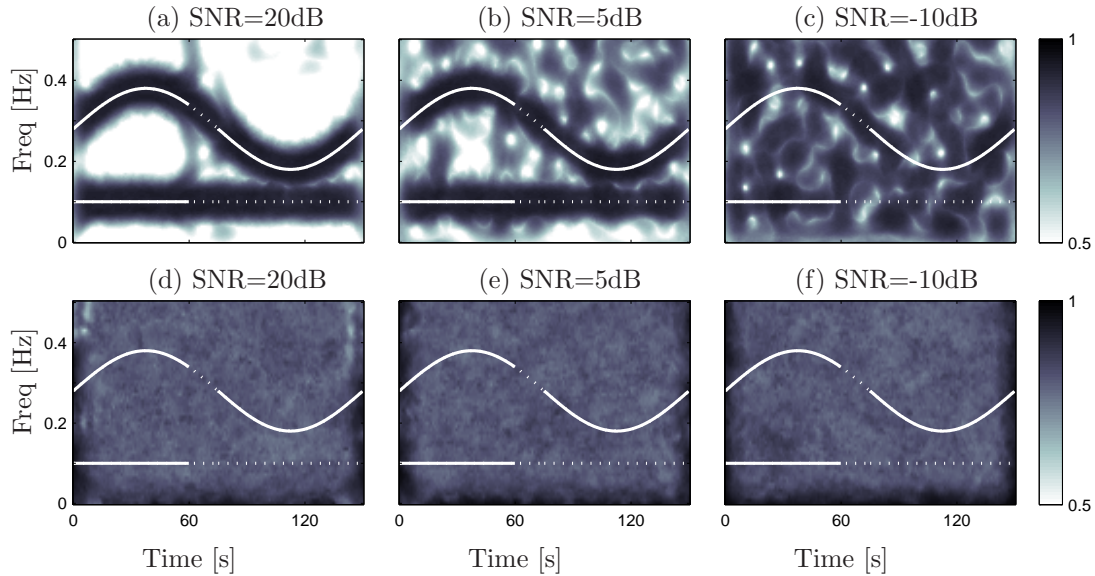 (a) SNR=20dB
(b) SNR=5dB
(c) SNR=-10dB
Freq [Hz]
0.4
0.2
0
1
0.5
(d) SNR=20dB
(e) SNR=5dB
(f) SNR=-10dB
Freq [Hz]
0.4
0.2
0
1
0.5
0 60 120
0 60 120
0 60 120
Time [s]
Time [s]
Time [s]